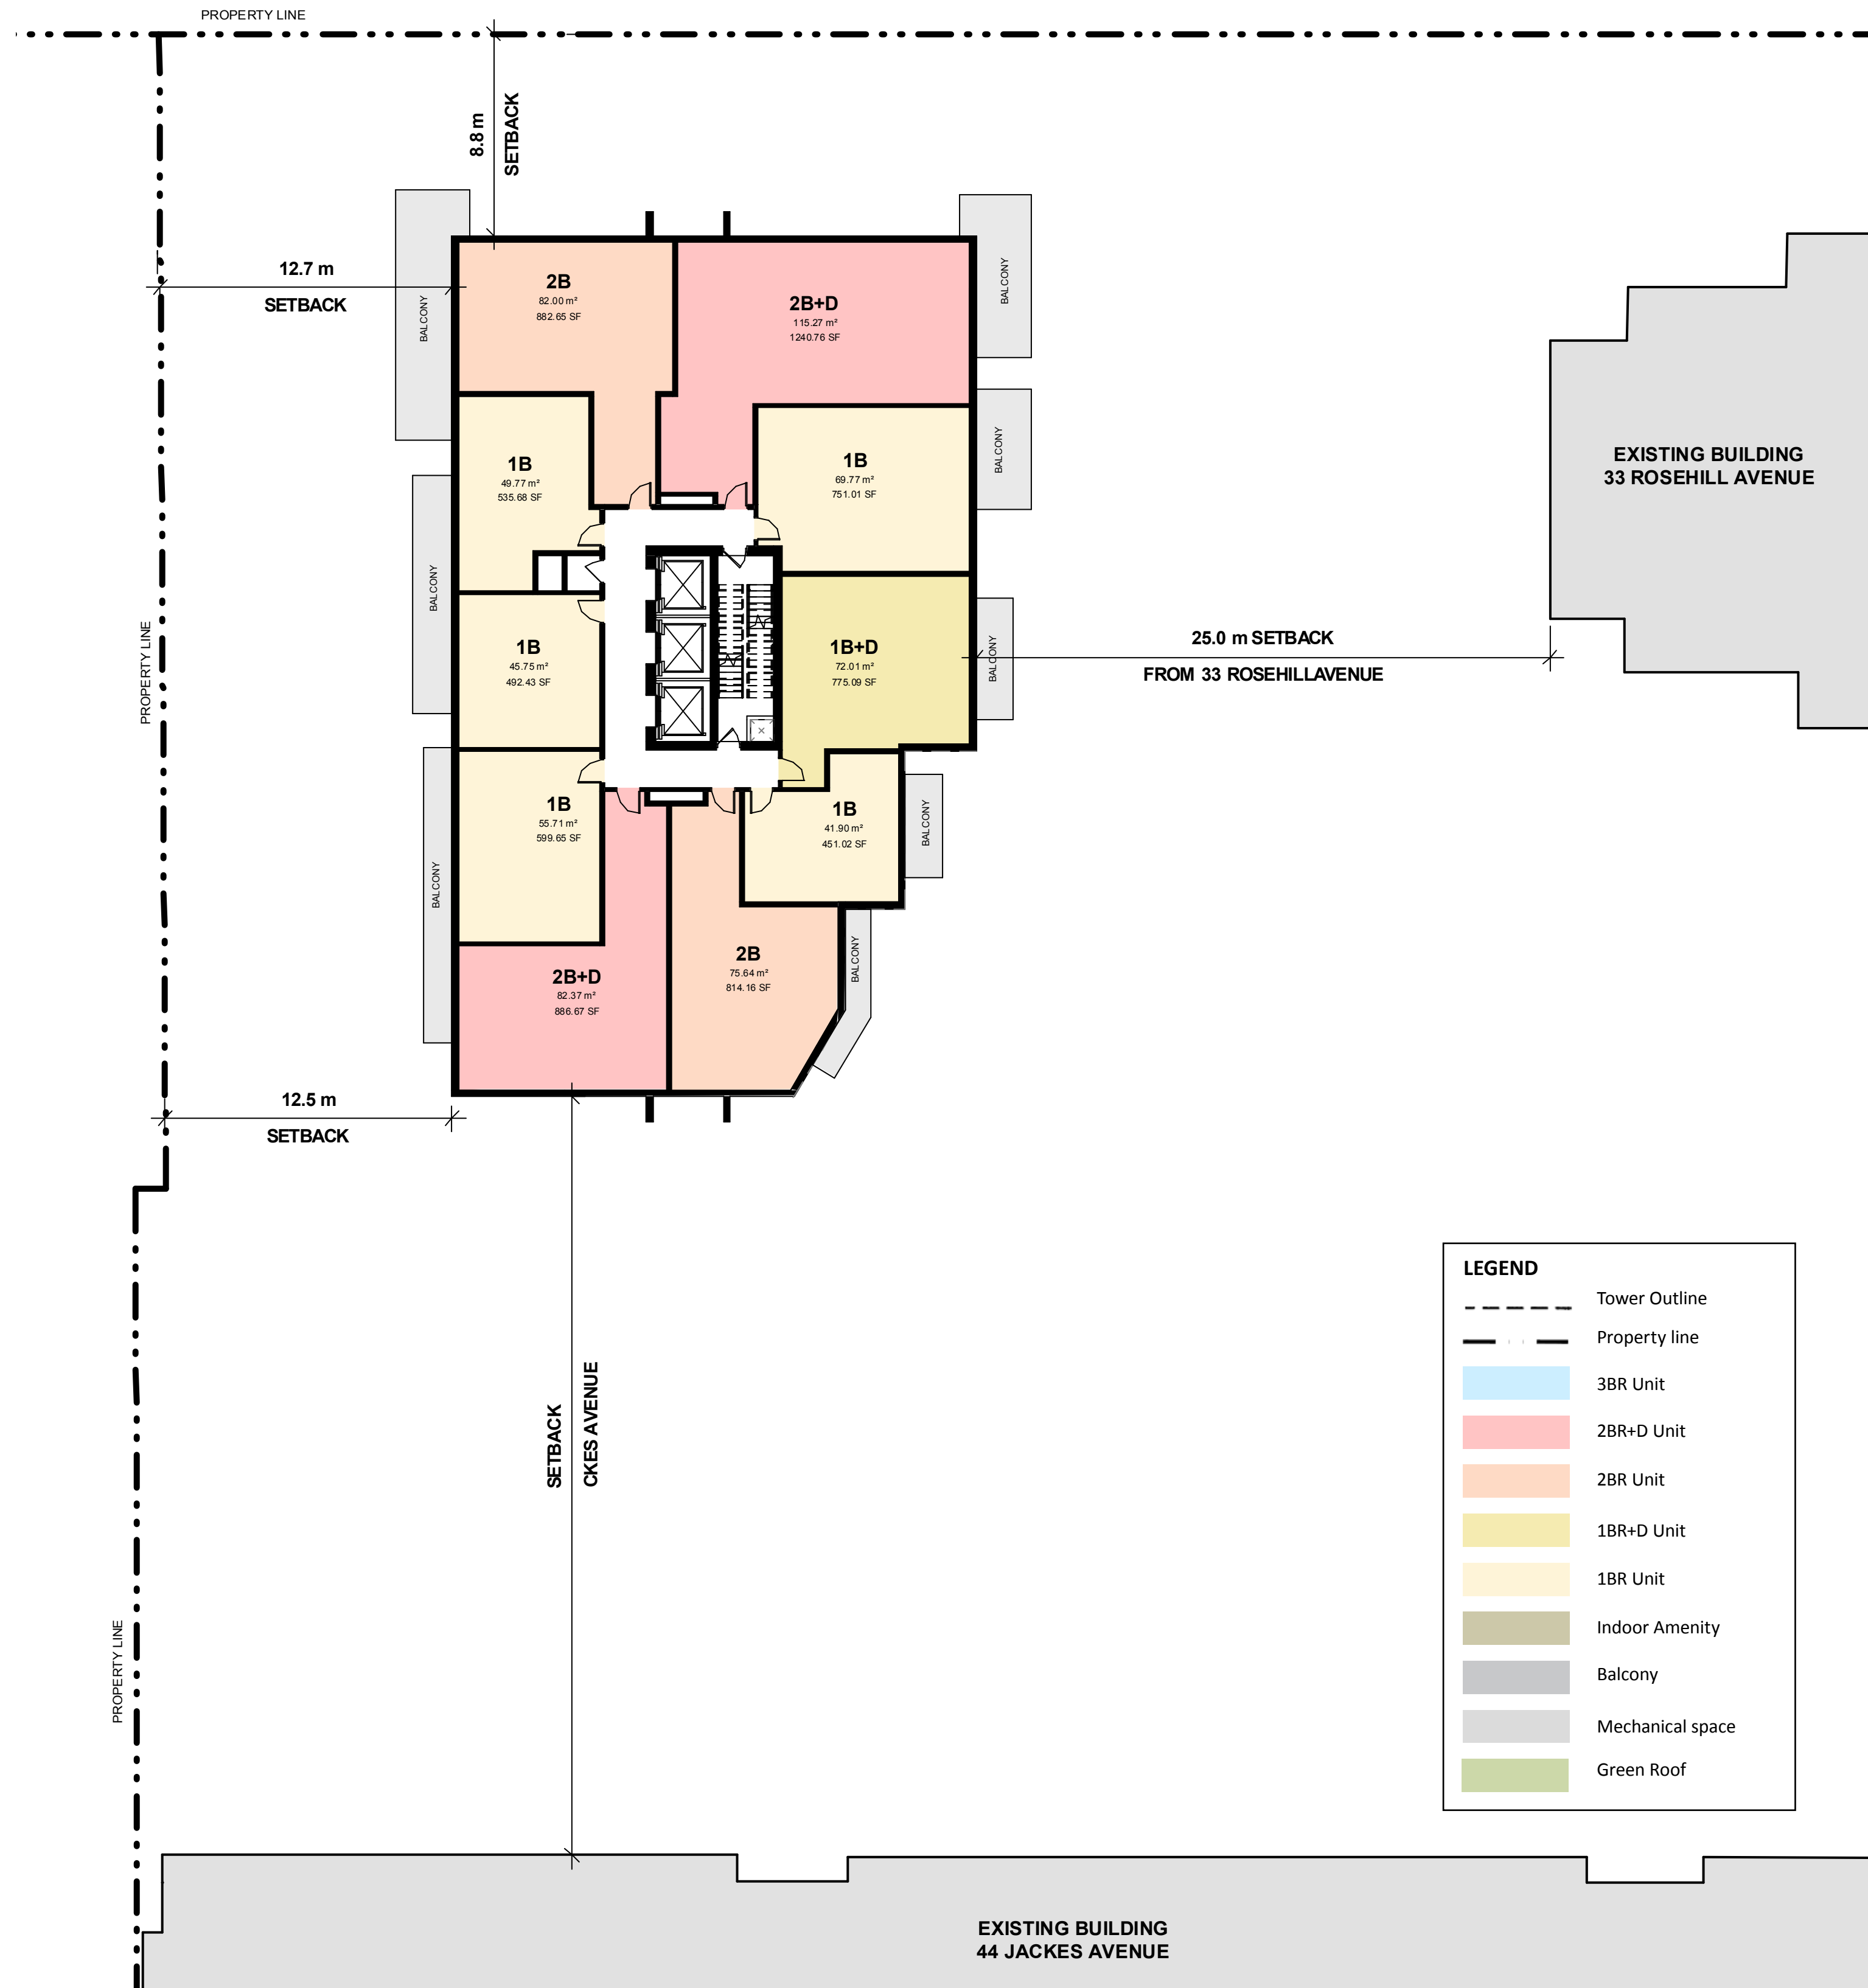 PROPERTY LINE
8.8 m
SETBACK
12.7 m
SETBACK
BALCONY
2B
82.00 m²
882.65 SF
2B+D
115.27 m²
1240.76 SF
BALCONY
1B
49.77 m²
535.68 SF
1B
69.77 m²
751.01 SF
BALCONY
EXISTING BUILDING
33 ROSEHILL AVENUE
BALCONY
PROPERTY LINE
1B
45.75 m²
492.43 SF
1B+D
72.01 m²
775.09 SF
BALCONY
25.0 m SETBACK
FROM 33 ROSEHILLAVENUE
1B
55.71 m²
599.65 SF
1B
41.90 m²
451.02 SF
BALCONY
BALCONY
2B+D
82.37 m²
886.67 SF
2B
75.64 m²
814.16 SF
BALCONY
12.5 m
SETBACK
SETBACK
CKES AVENUE
PROPERTY LINE
LEGEND
Tower Outline
Property line
3BR Unit
2BR+D Unit
2BR Unit
1BR+D Unit
1BR Unit
Indoor Amenity
Balcony
Mechanical space
Green Roof
EXISTING BUILDING
44 JACKES AVENUE